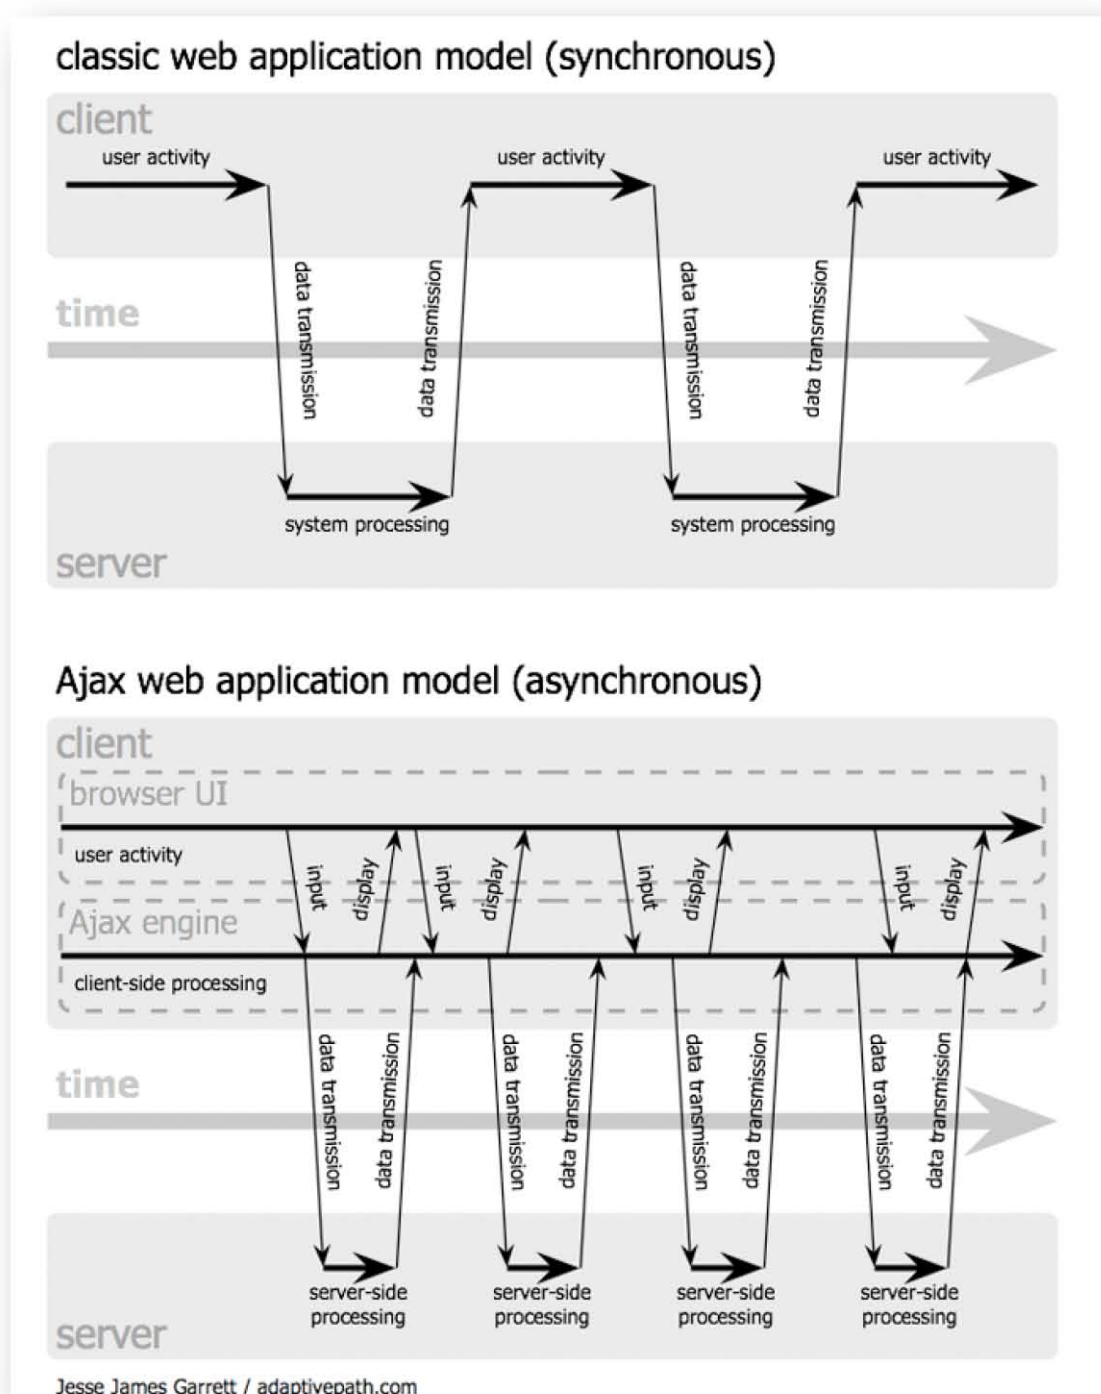 classic web application model (synchronous)
client
user activity
user activity
user activity
data transmission
data transmission
data transmission
data transmission
time
system processing
system processing
server
Ajax web application model (asynchronous)
client
browser UI
user activity
input
display
input
display
input
display
input
display
Ajax engine
client-side processing
data transmission
data transmission
data transmission
data transmission
data transmission
data transmission
data transmission
data transmission
time
server-side
processing
server-side
processing
server-side
processing
server-side
processing
server
Jesse James Garrett / adaptivepath.com